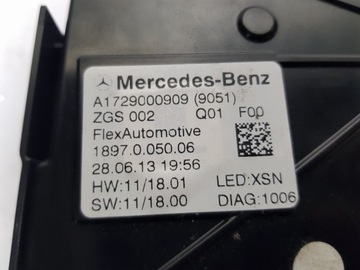 Mercedes-Benz
A1729000909 (9051)
ZGS 002 Q01 F00
FlexAutomotive
1897.0.050.06
28.06.13 19:56
HW:11/18.01 LED:XSN
SW:11/18.00 DIAG:1006